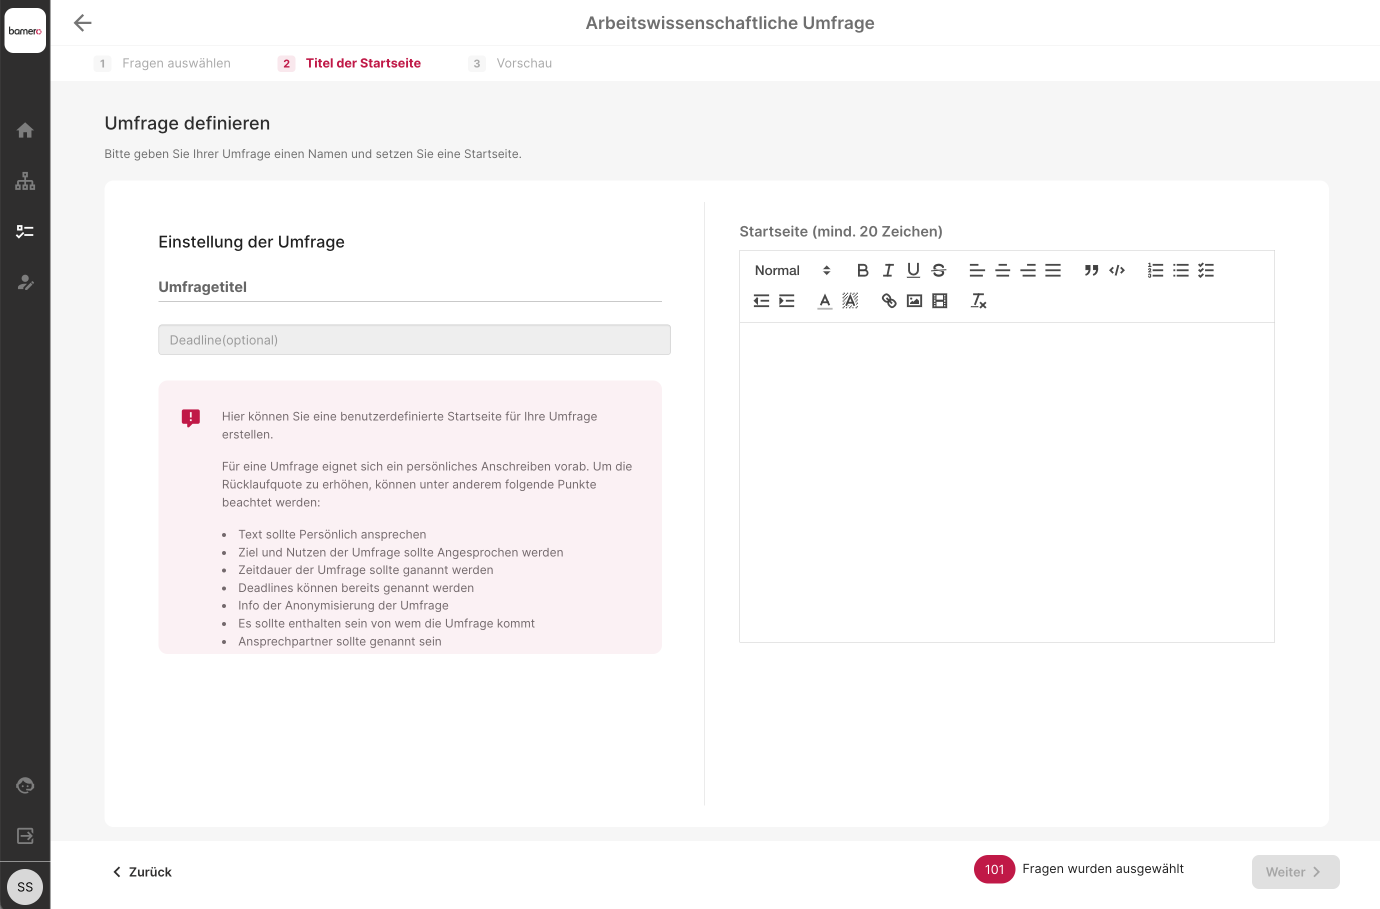 bamero
Arbeitswissenschaftliche Umfrage
1 Fragen auswählen 2 Titel der Startseite 3 Vorschau
Umfrage definieren
Bitte geben Sie Ihrer Umfrage einen Namen und setzen Sie eine Startseite.
Einstellung der Umfrage
Umfragetitel
Deadline(optional)
Hier können Sie eine benutzerdefinierte Startseite für Ihre Umfrage
erstellen.
Für eine Umfrage eignet sich ein persönliches Anschreiben vorab. Um die
Rücklaufquote zu erhöhen, können unter anderem folgende Punkte
beachtet werden:
• Text sollte Persönlich ansprechen
• Ziel und Nutzen der Umfrage sollte Angesprochen werden
• Zeitdauer der Umfrage sollte ganannt werden
• Deadlines können bereits genannt werden
• Info der Anonymisierung der Umfrage
• Es sollte enthalten sein von wem die Umfrage kommt
• Ansprechpartner sollte genannt sein
Startseite (mind. 20 Zeichen)
Normal
Zurück
101 Fragen wurden ausgewählt
Weiter
SS